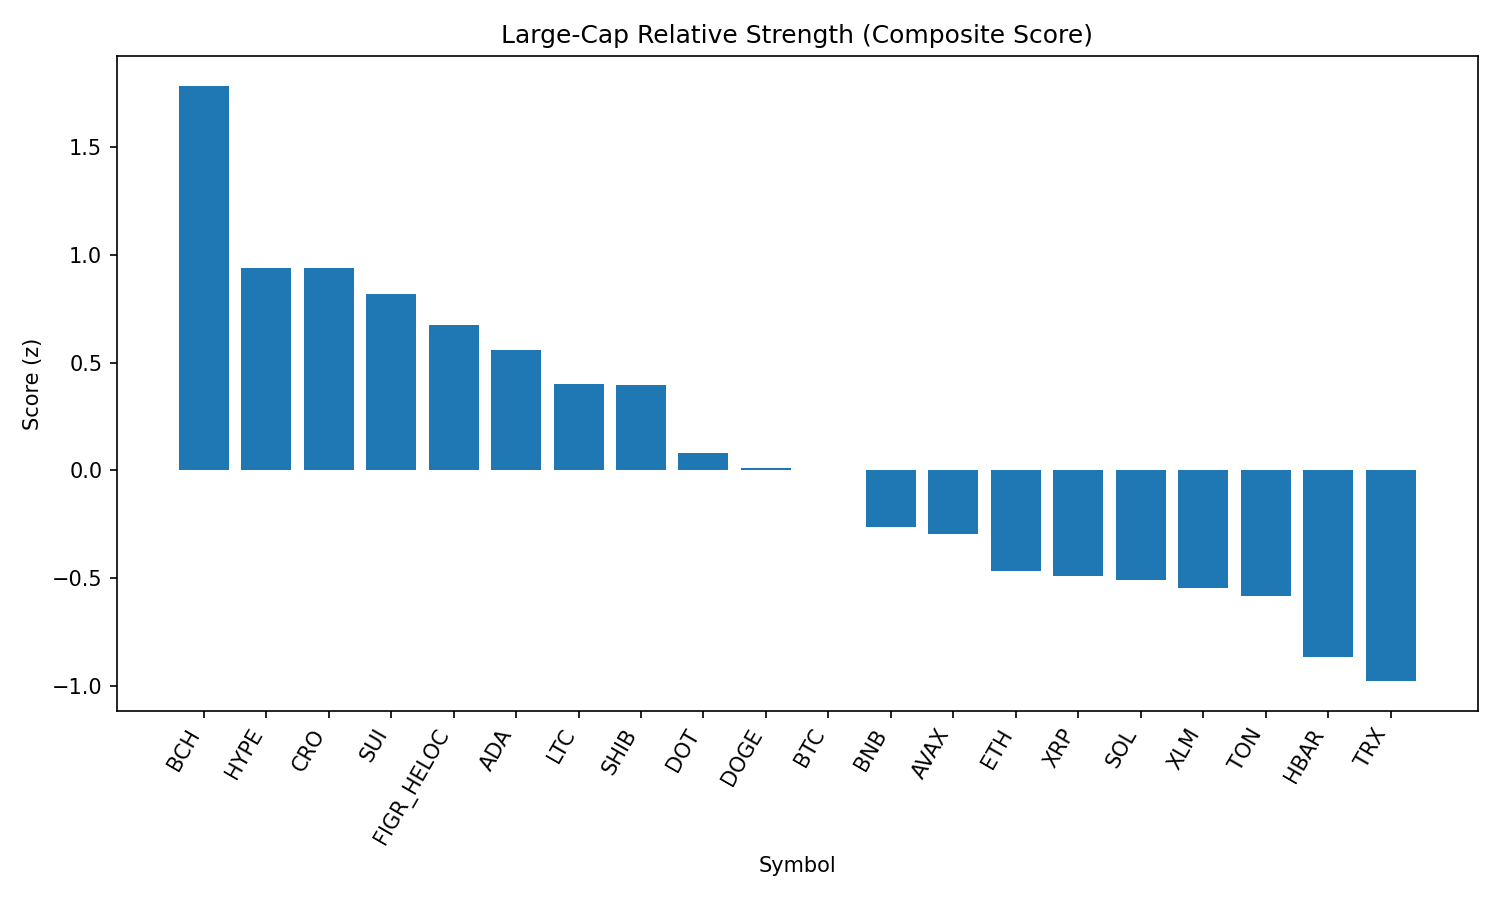 Large-Cap Relative Strength (Composite Score)
Score (z)
1.5
1.0
0.5
0.0
−0.5
−1.0
BCH
HYPE
CRO
SUI
FIGR_HELOC
ADA
LTC
SHIB
DOT
DOGE
BTC
BNB
AVAX
ETH
XRP
SOL
XLM
TON
HBAR
TRX
Symbol